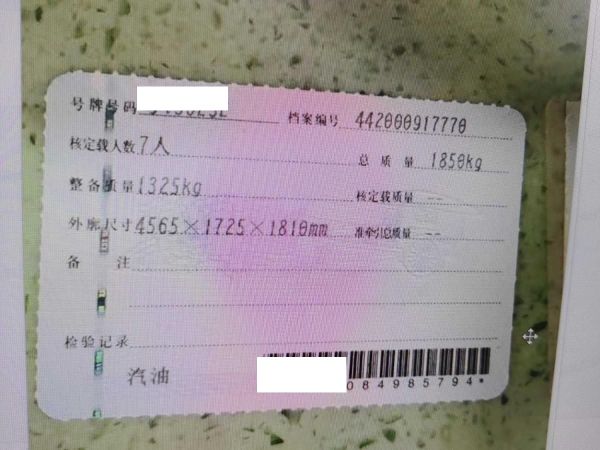 号牌号码 档案编号 442000917770
核定载人数 7人 总质量 1850kg
整备质量 1325kg 核定载质量 --
外廓尺寸 4565×1725×1810mm 准牵引总质量 --
备 注
检验记录
汽油
084985794*